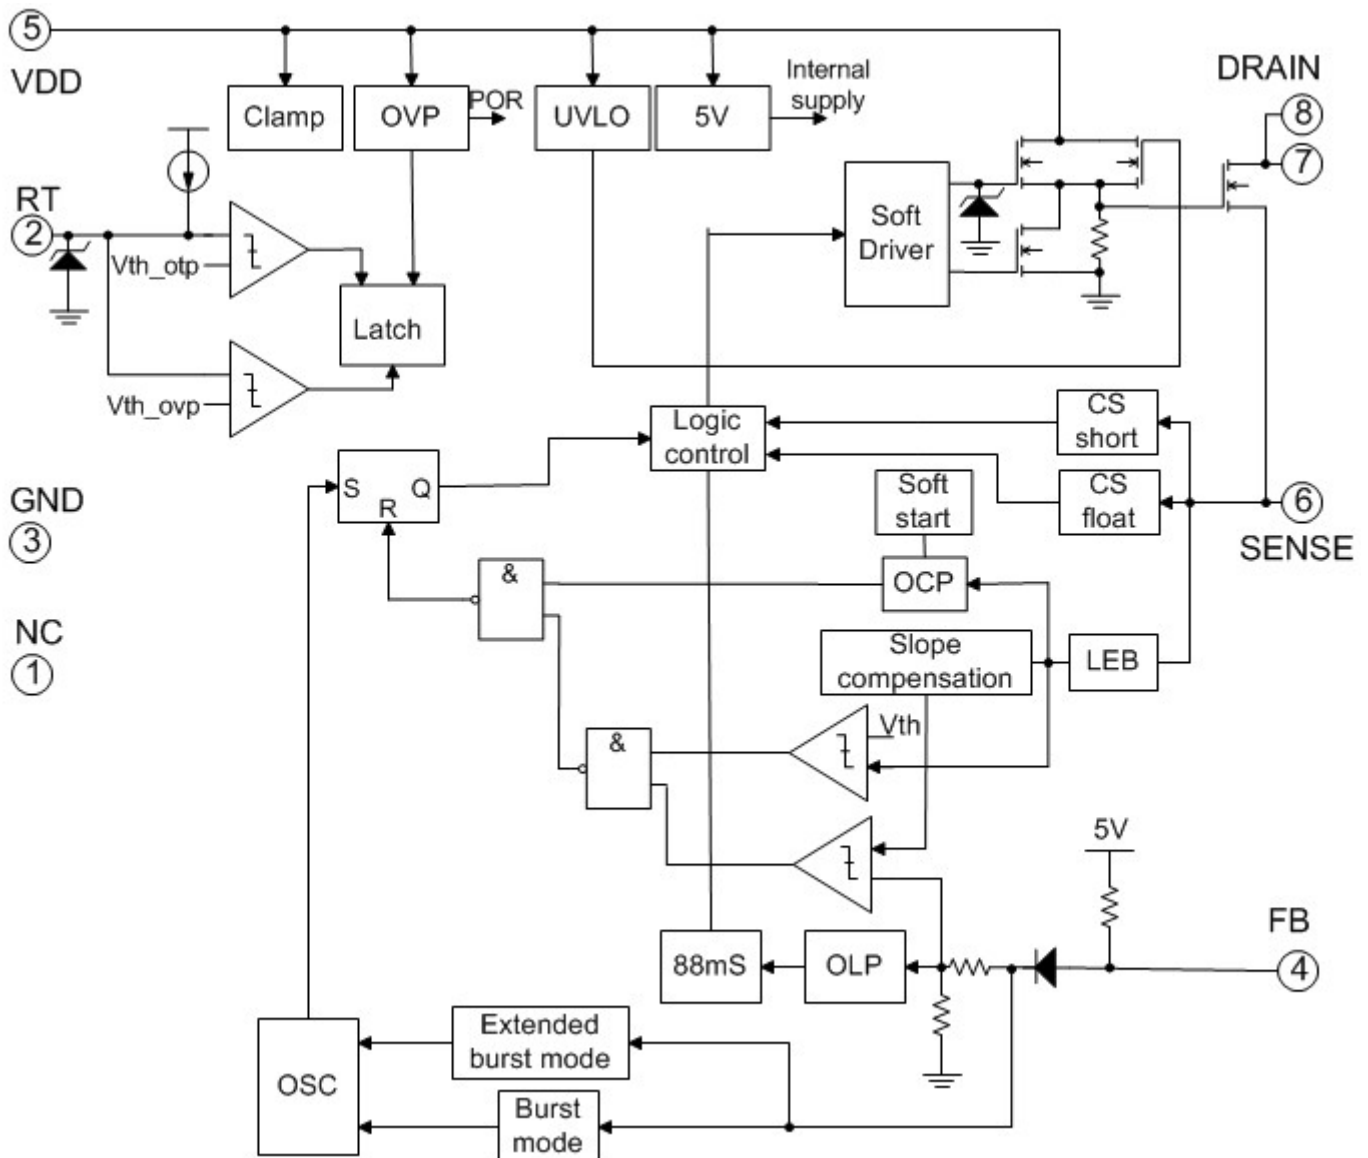 5
VDD
Clamp
OVP
POR
UVLO
5V
Internal
supply
DRAIN
8
7
RT
2
Vth_otp
Latch
Vth_ovp
Soft
Driver
Logic
control
CS
short
CS
float
6
SENSE
S
Q
R
GND
3
Soft
start
&
OCP
NC
1
Slope
compensation
LEB
&
Vth
5V
FB
4
88mS
OLP
OSC
Extended
burst mode
Burst
mode